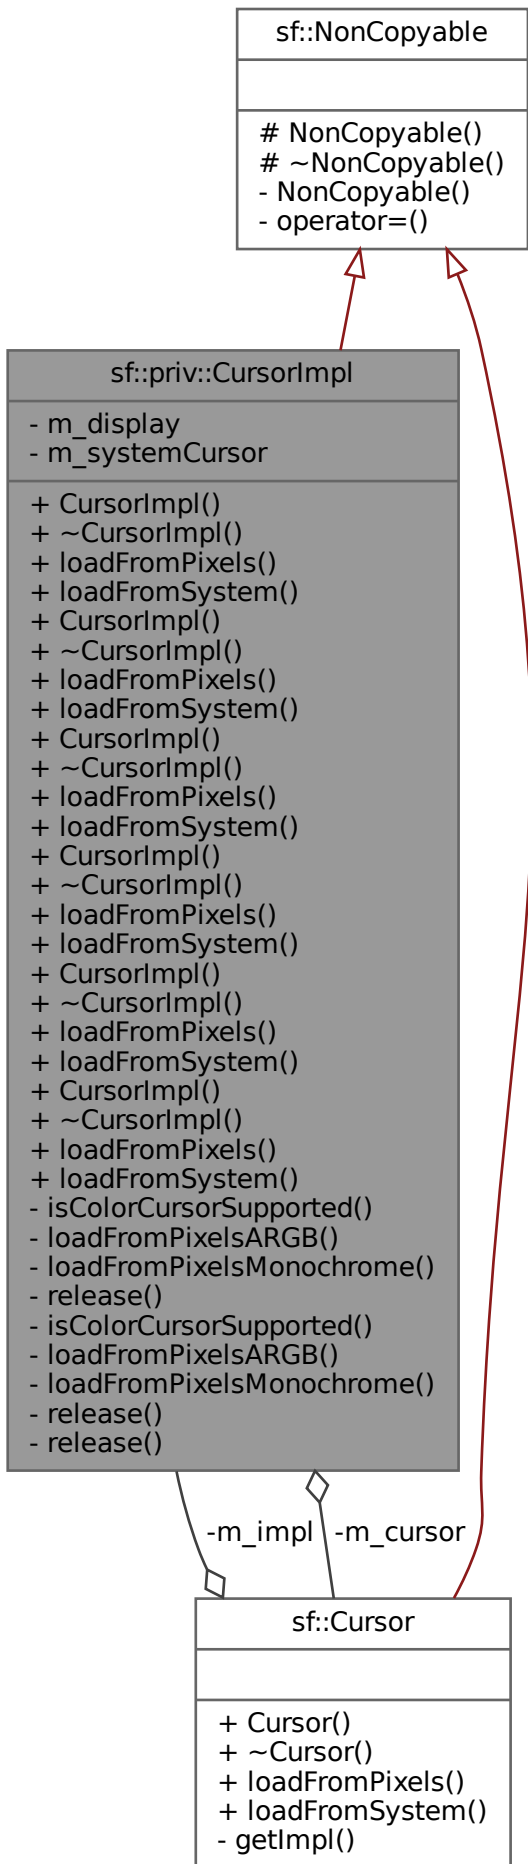 sf::NonCopyable
# NonCopyable()
# ~NonCopyable()
- NonCopyable()
- operator=()
sf::priv::CursorImpl
- m_display
- m_systemCursor
+ CursorImpl()
+ ~CursorImpl()
+ loadFromPixels()
+ loadFromSystem()
+ CursorImpl()
+ ~CursorImpl()
+ loadFromPixels()
+ loadFromSystem()
+ CursorImpl()
+ ~CursorImpl()
+ loadFromPixels()
+ loadFromSystem()
+ CursorImpl()
+ ~CursorImpl()
+ loadFromPixels()
+ loadFromSystem()
+ CursorImpl()
+ ~CursorImpl()
+ loadFromPixels()
+ loadFromSystem()
+ CursorImpl()
+ ~CursorImpl()
+ loadFromPixels()
+ loadFromSystem()
- isColorCursorSupported()
- loadFromPixelsARGB()
- loadFromPixelsMonochrome()
- release()
- isColorCursorSupported()
- loadFromPixelsARGB()
- loadFromPixelsMonochrome()
- release()
- release()
-m_impl -m_cursor
sf::Cursor
+ Cursor()
+ ~Cursor()
+ loadFromPixels()
+ loadFromSystem()
- getImpl()